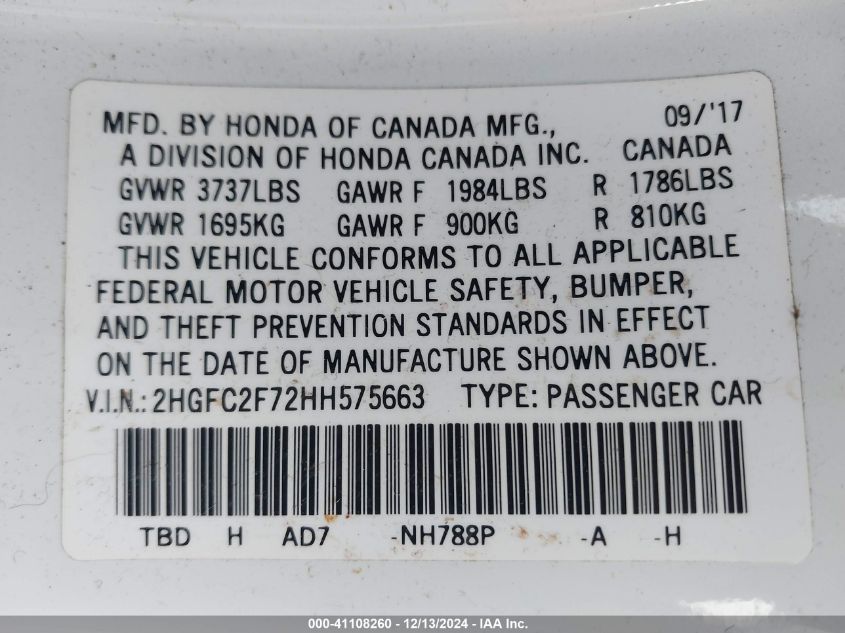 MFD. BY HONDA OF CANADA MFG., 09/'17
A DIVISION OF HONDA CANADA INC. CANADA
GVWR 3737LBS GAWR F 1984LBS R 1786LBS
GVWR 1695KG GAWR F 900KG R 810KG
THIS VEHICLE CONFORMS TO ALL APPLICABLE
FEDERAL MOTOR VEHICLE SAFETY, BUMPER,
AND THEFT PREVENTION STANDARDS IN EFFECT
ON THE DATE OF MANUFACTURE SHOWN ABOVE.
V.I.N.: 2HGFC2F72HH575663 TYPE: PASSENGER CAR
TBD H AD7 -NH788P -A -H
000-41108260 - 12/13/2024 - IAA Inc.